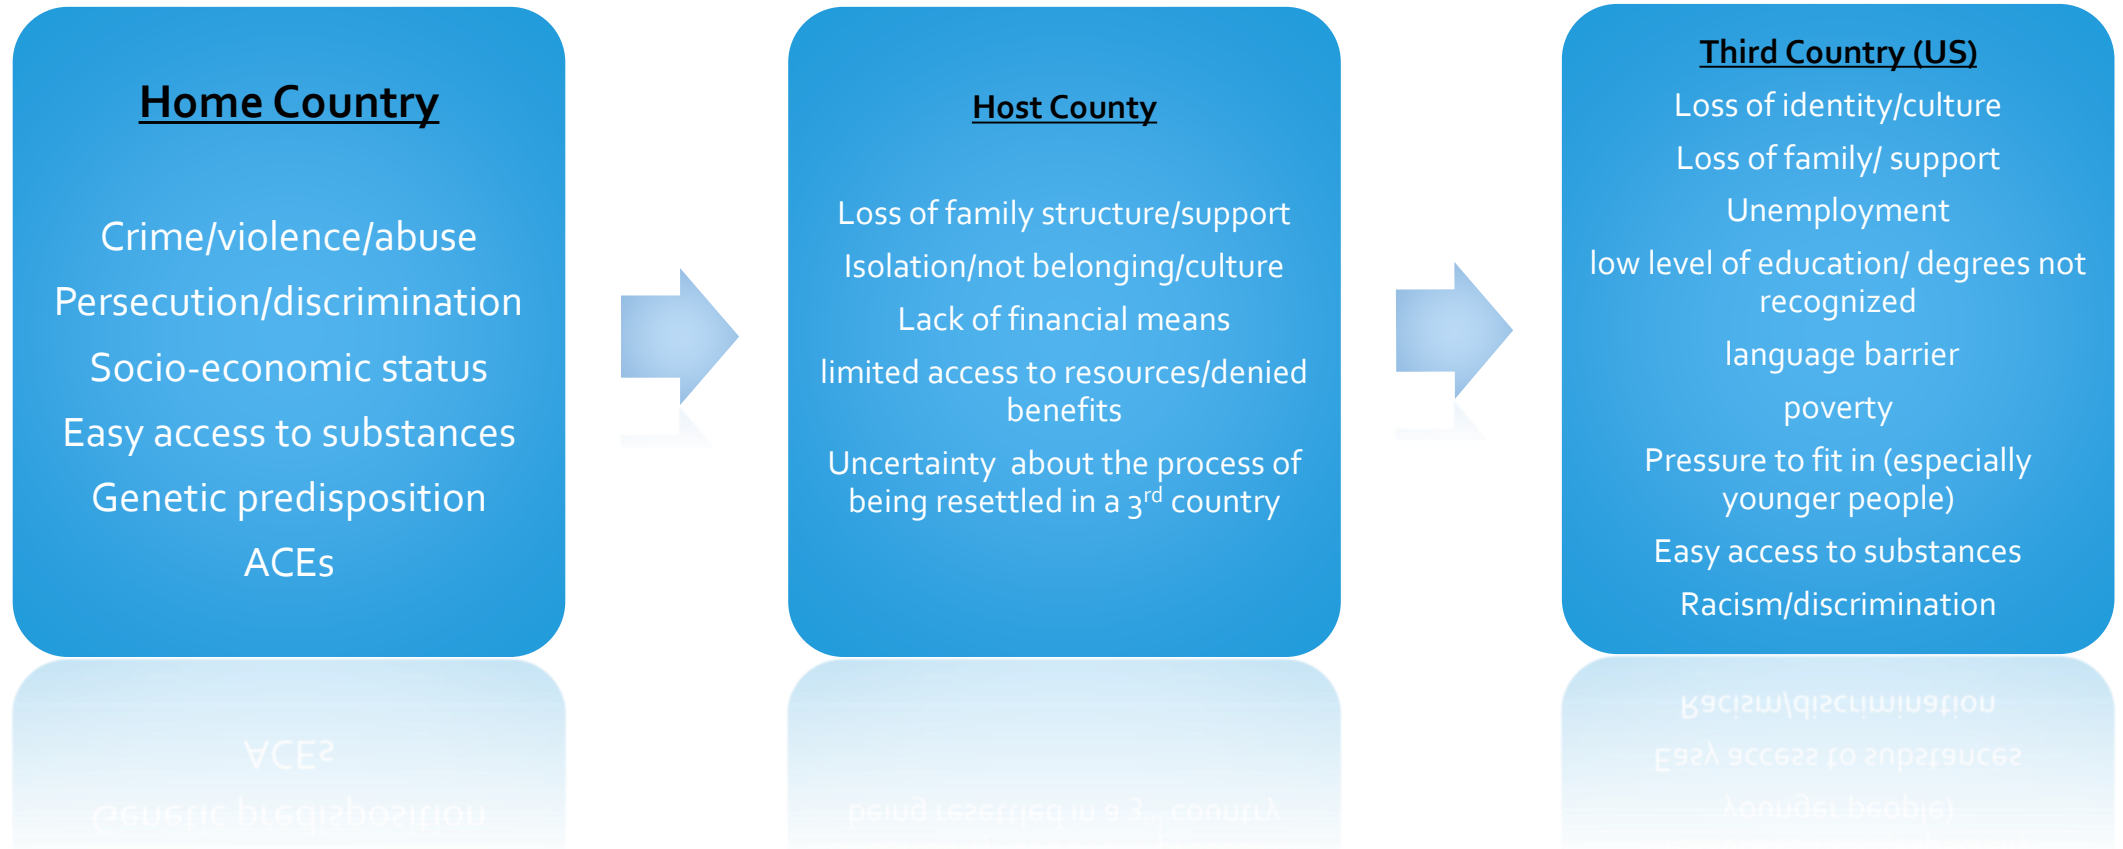 Home Country
Crime/violence/abuse
Persecution/discrimination
Socio-economic status
Easy access to substances
Genetic predisposition
ACEs
Host County
Loss of family structure/support
Isolation/not belonging/culture
Lack of financial means
limited access to resources/denied
benefits
Uncertainty  about the process of
being resettled in a 3rd country
Third Country (US)
Loss of identity/culture
Loss of family/ support
Unemployment
low level of education/ degrees not
recognized
language barrier
poverty
Pressure to fit in (especially
younger people)
Easy access to substances
Racism/discrimination